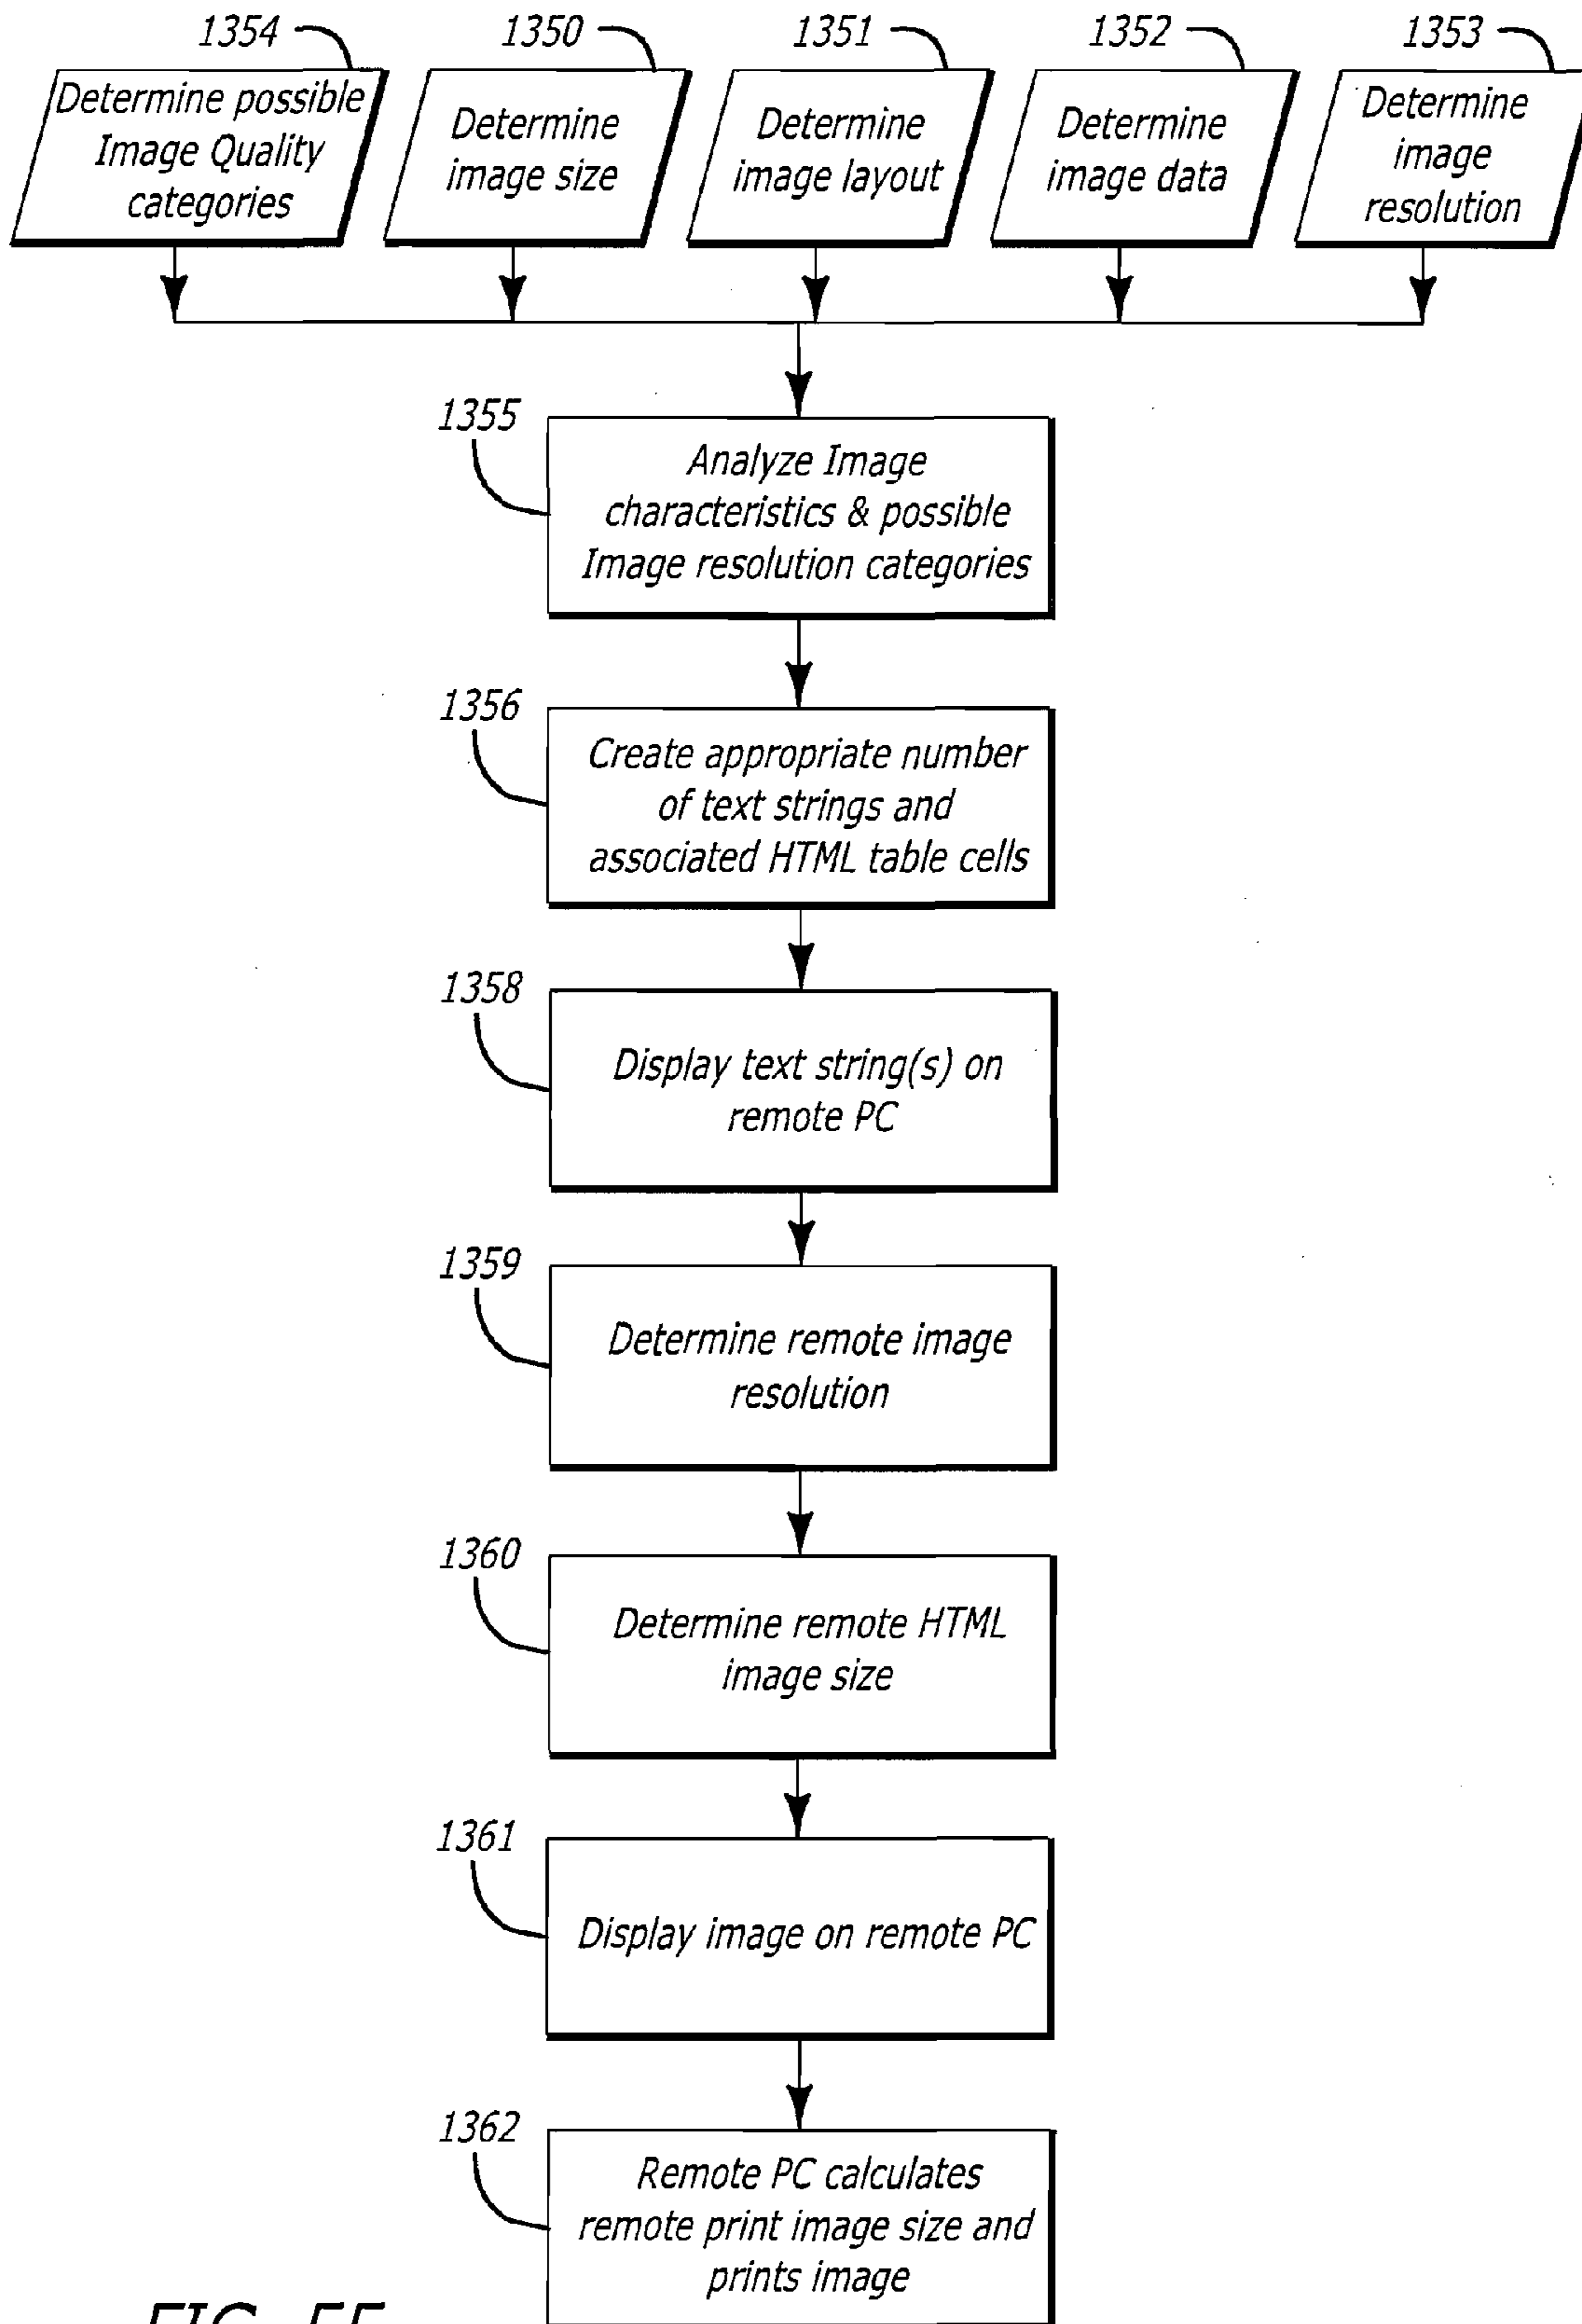 1354
1350
1351
1352
1353
Determine possible
Image Quality
categories
Determine
image size
Determine
image layout
Determine
image data
Determine
image
resolution
1355
Analyze Image
characteristics & possible
Image resolution categories
1356
Create appropriate number
of text strings and
associated HTML table cells
1358
Display text string(s) on
remote PC
1359
Determine remote image
resolution
1360
Determine remote HTML
image size
1361
Display image on remote PC
1362
Remote PC calculates
remote print image size and
prints image
FIG. 55